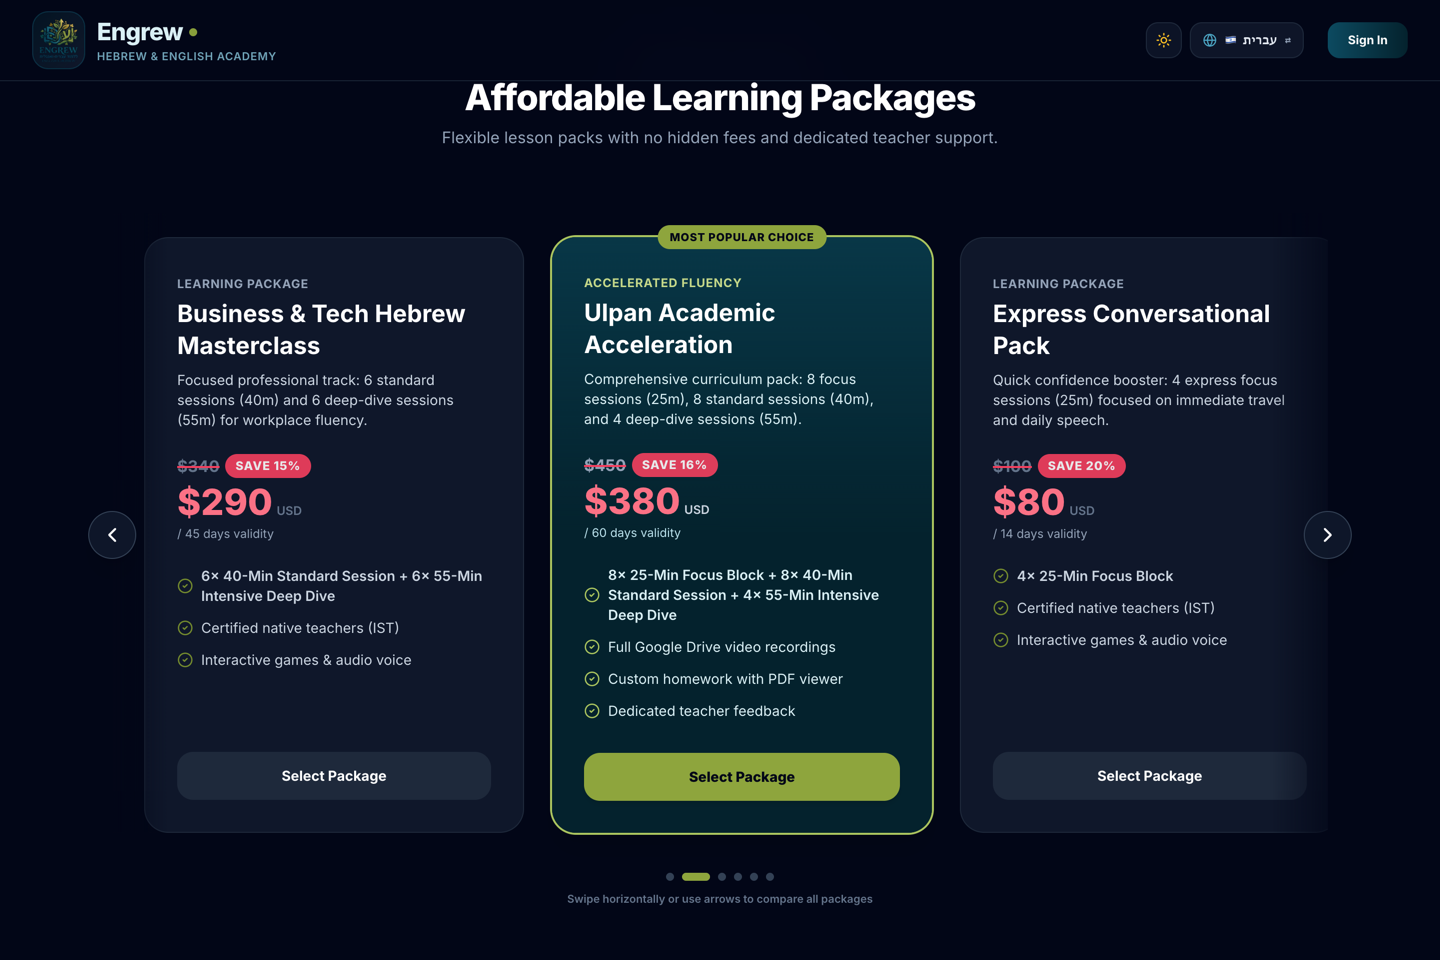 ENGREW
Engrew
HEBREW & ENGLISH ACADEMY
עברית
Sign In
Affordable Learning Packages
Flexible lesson packs with no hidden fees and dedicated teacher support.
LEARNING PACKAGE
Business & Tech Hebrew
Masterclass
Focused professional track: 6 standard
sessions (40m) and 6 deep-dive sessions
(55m) for workplace fluency.
$340 SAVE 15%
$290 USD
/ 45 days validity
6× 40-Min Standard Session + 6× 55-Min
Intensive Deep Dive
Certified native teachers (IST)
Interactive games & audio voice
Select Package
MOST POPULAR CHOICE
ACCELERATED FLUENCY
Ulpan Academic
Acceleration
Comprehensive curriculum pack: 8 focus
sessions (25m), 8 standard sessions (40m),
and 4 deep-dive sessions (55m).
$450 SAVE 16%
$380 USD
/ 60 days validity
8× 25-Min Focus Block + 8× 40-Min
Standard Session + 4× 55-Min Intensive
Deep Dive
Full Google Drive video recordings
Custom homework with PDF viewer
Dedicated teacher feedback
Select Package
LEARNING PACKAGE
Express Conversational
Pack
Quick confidence booster: 4 express focus
sessions (25m) focused on immediate travel
and daily speech.
$100 SAVE 20%
$80 USD
/ 14 days validity
4× 25-Min Focus Block
Certified native teachers (IST)
Interactive games & audio voice
Select Package
Swipe horizontally or use arrows to compare all packages